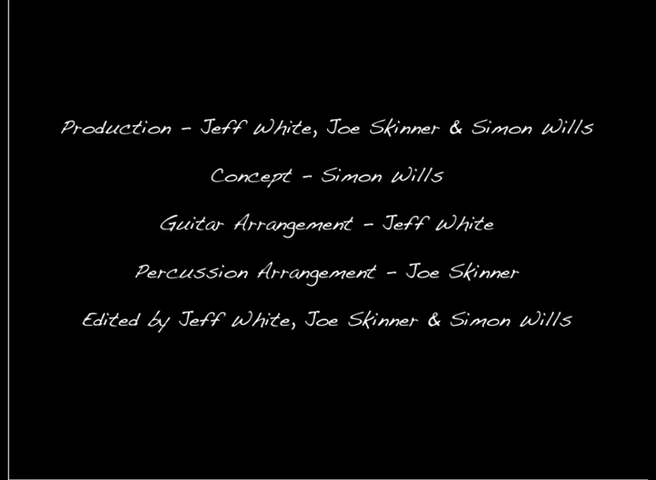 Production - Jeff White, Joe Skinner & Simon Wills
Concept - Simon Wills
Guitar Arrangement - Jeff White
Percussion Arrangement - Joe Skinner
Edited by Jeff White, Joe Skinner & Simon Wills